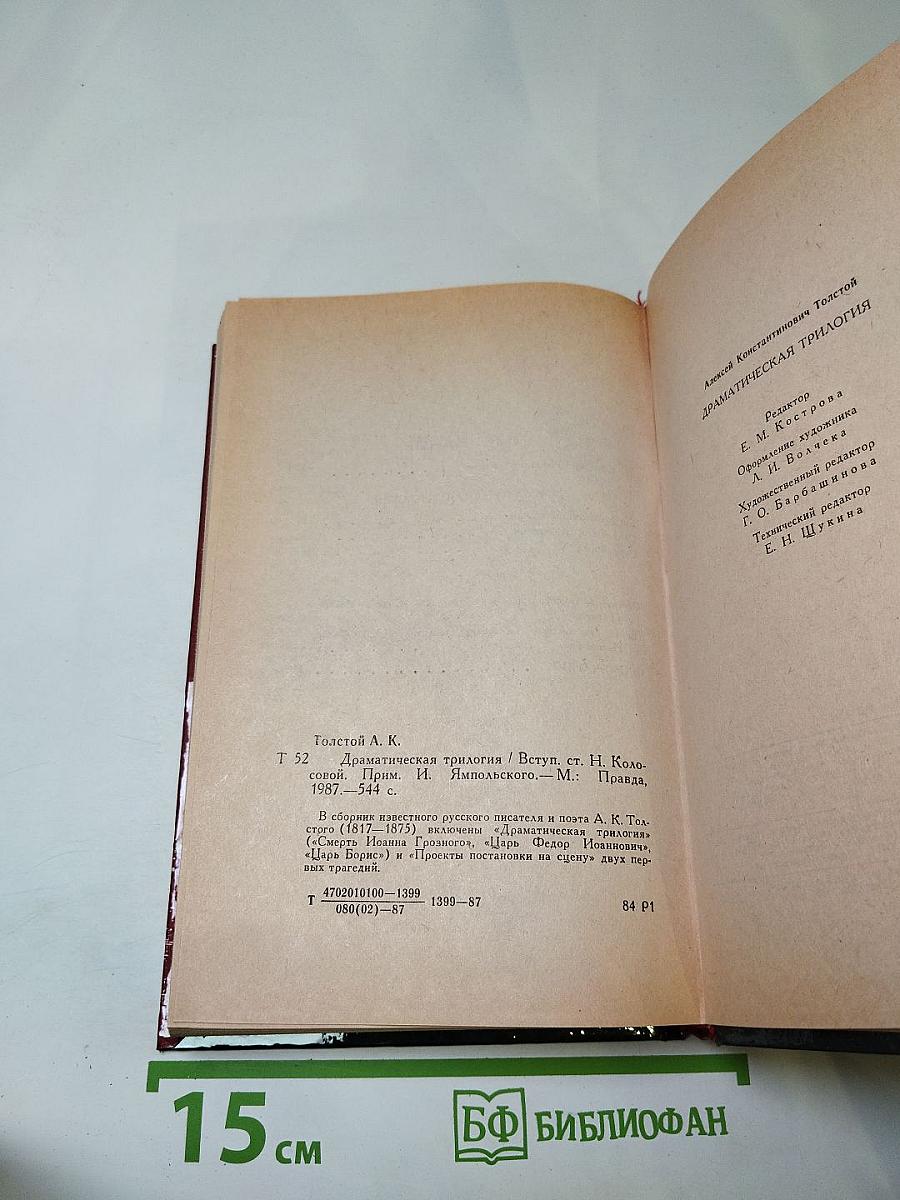 Толстой А. К.
Т 52 Драматическая трилогия / Вступ. ст. Н. Коло-
совой. Прим. И. Ямпольского.—М.: Правда,
1987.—544 с.
В сборник известного русского писателя и поэта А. К. Тол-
стого (1817—1875) включены «Драматическая трилогия»
(«Смерть Иоанна Грозного», «Царь Федор Иоаннович»,
«Царь Борис») и «Проекты постановки на сцену» двух пер-
вых трагедий.
Т 4702010100—1399
080(02)—87
1399—87
84 Р1
Алексей Константинович Толстой
ДРАМАТИЧЕСКАЯ ТРИЛОГИЯ
Редактор
Е. М. Кострова
Оформление художника
Л. И. Волчека
Художественный редактор
Г. О. Барбашинова
Технический редактор
Е. Н. Щукина
15 см
БФ БИБЛИОФАН